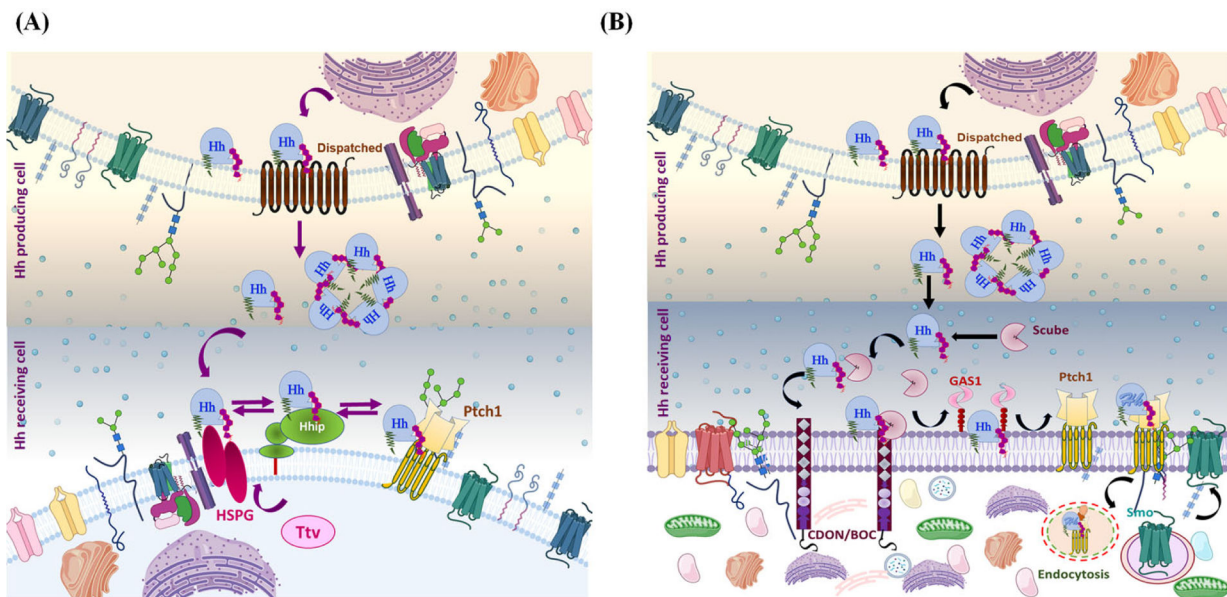 (A)
Hh producing cell
Hh
Hh
Dispatched
Hh
Hh
Hh
Hh
Hh
Hh
Hh receiving cell
Hh
Hh
Hhip
Hh
Ptch1
HSPG
Ttv
(B)
Hh producing cell
Hh
Hh
Dispatched
Hh
Hh
Hh
Hh
Hh
Hh
Hh receiving cell
Hh
Scube
Hh
GAS1
Ptch1
Hh
Hh
Hh
CDON/BOC
Smo
Hh
Endocytosis